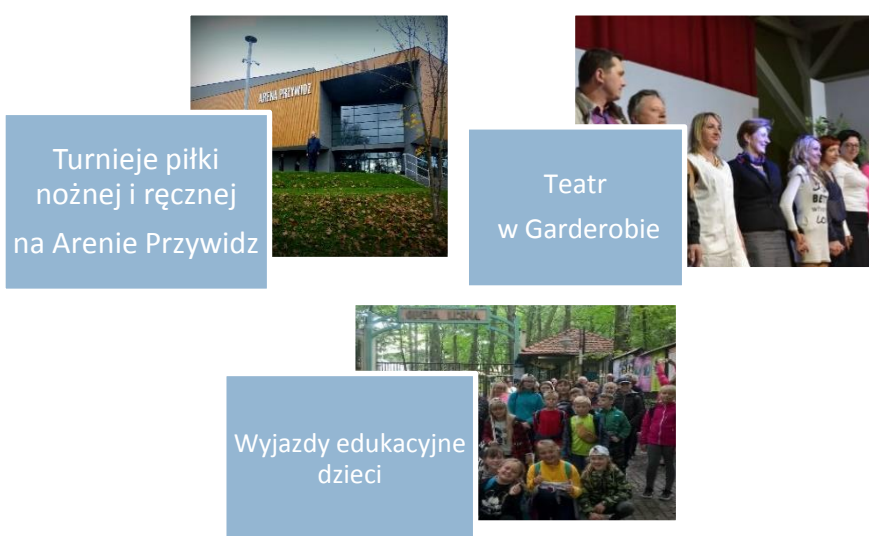 ARENA PRZYWIDZ
Turnieje piłki
nożnej i ręcznej
na Arenie Przywidz
Teatr
w Garderobie
Wyjazdy edukacyjne
dzieci